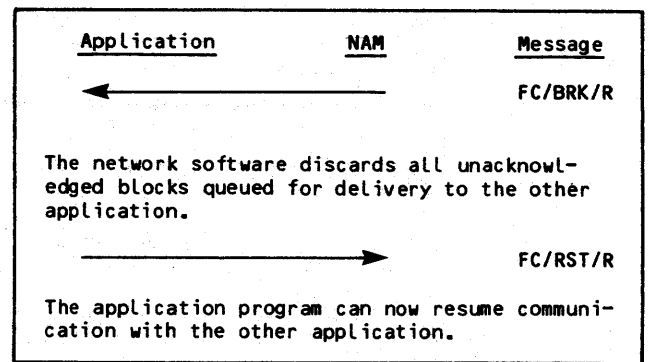 Application NAM Message
FC/BRK/R
The network software discards all unacknowl-
edged blocks queued for delivery to the other
application.
FC/RST/R
The application program can now resume communi-
cation with the other application.